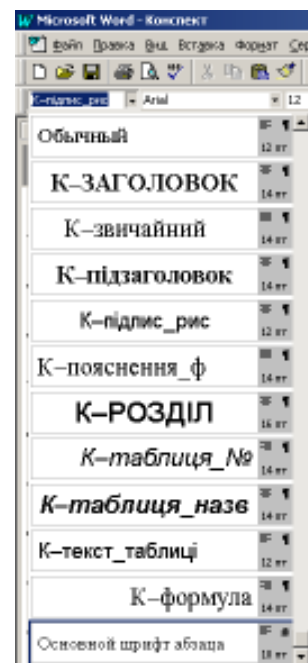 Microsoft Word - Конспект
Файл Правка Вид Вставка Формат Сер
К-підпис_рис Arial 12
Обычный 12 пт
К–ЗАГОЛОВОК 14 пт
К–звичайний 14 пт
К–підзаголовок 14 пт
К–підпис_рис 12 пт
К–пояснення_ф 14 пт
К–РОЗДІЛ 16 пт
К–таблиця_№ 14 пт
К–таблиця_назв 14 пт
К–текст_таблиці 12 пт
К–формула 14 пт
Основной шрифт абзаца 10 пт